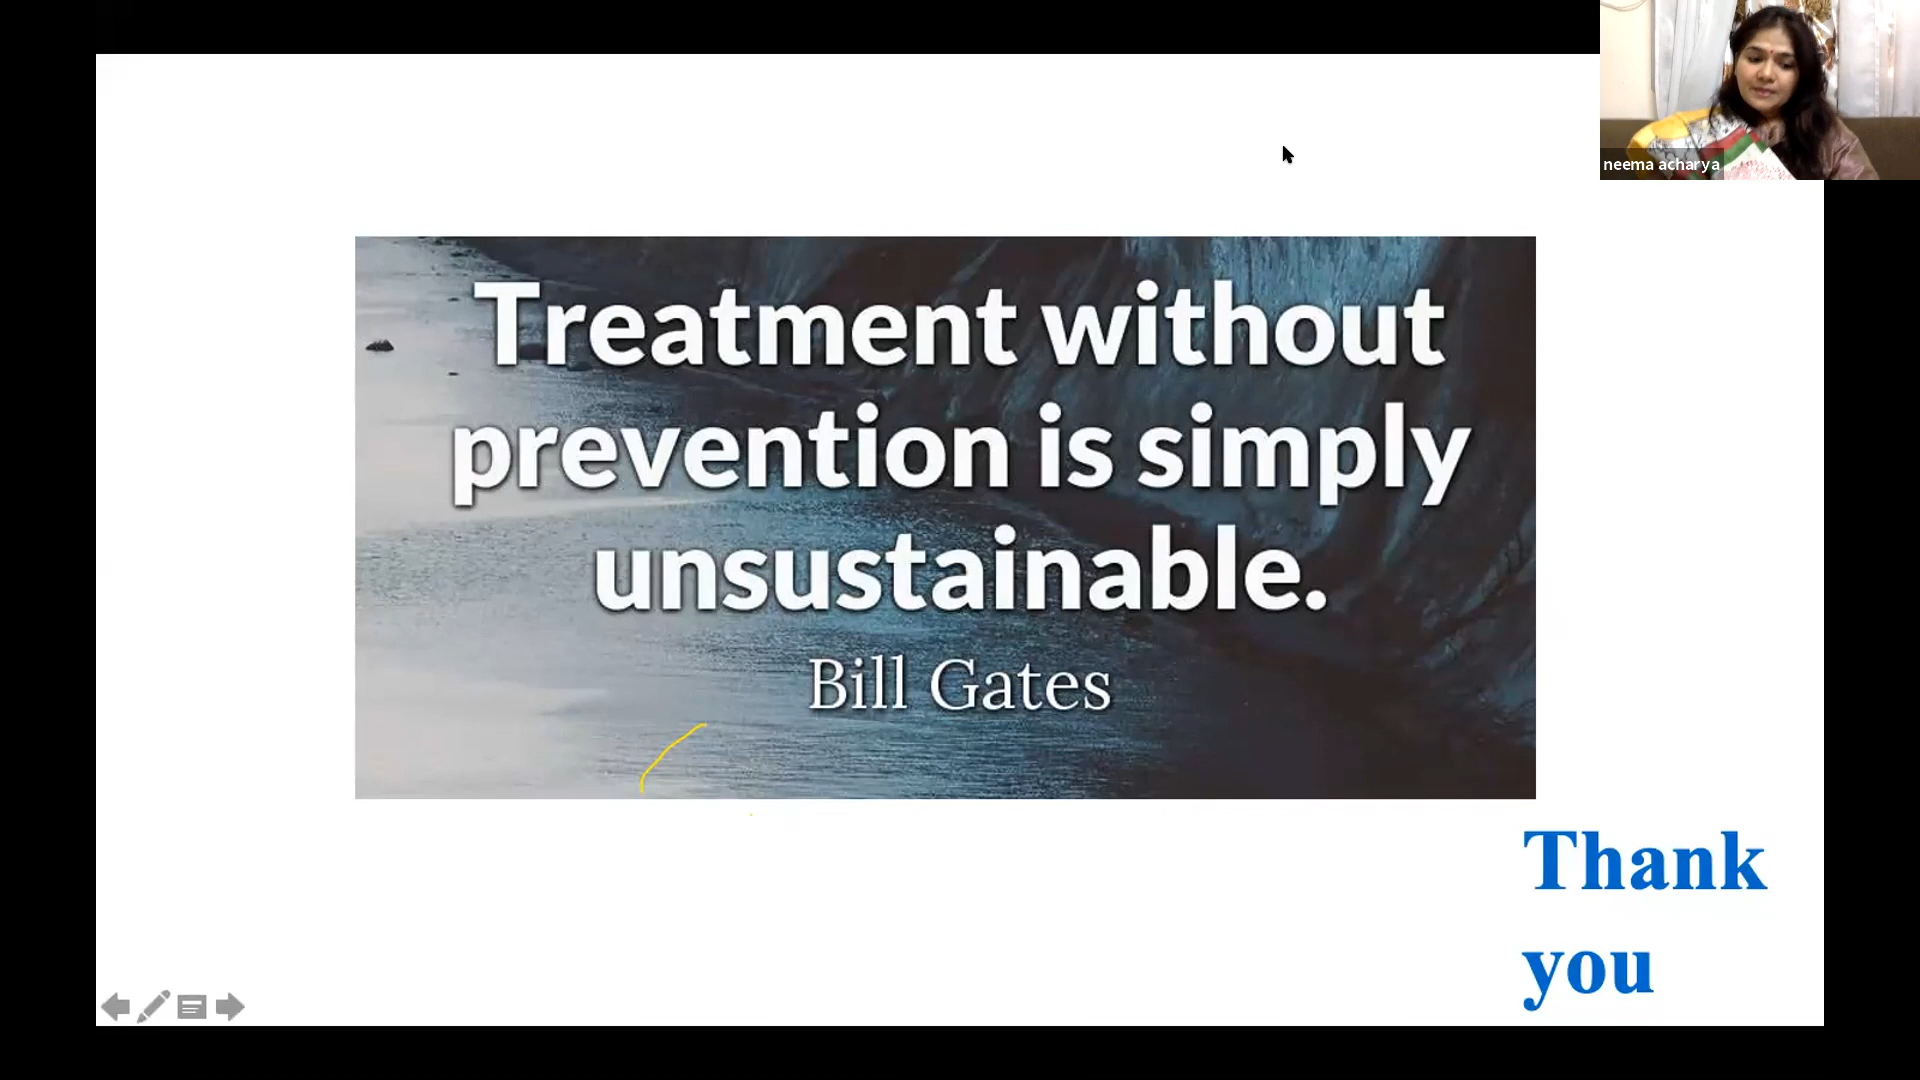 neema acharya
Treatment without
prevention is simply
unsustainable.
Bill Gates
Thank
you